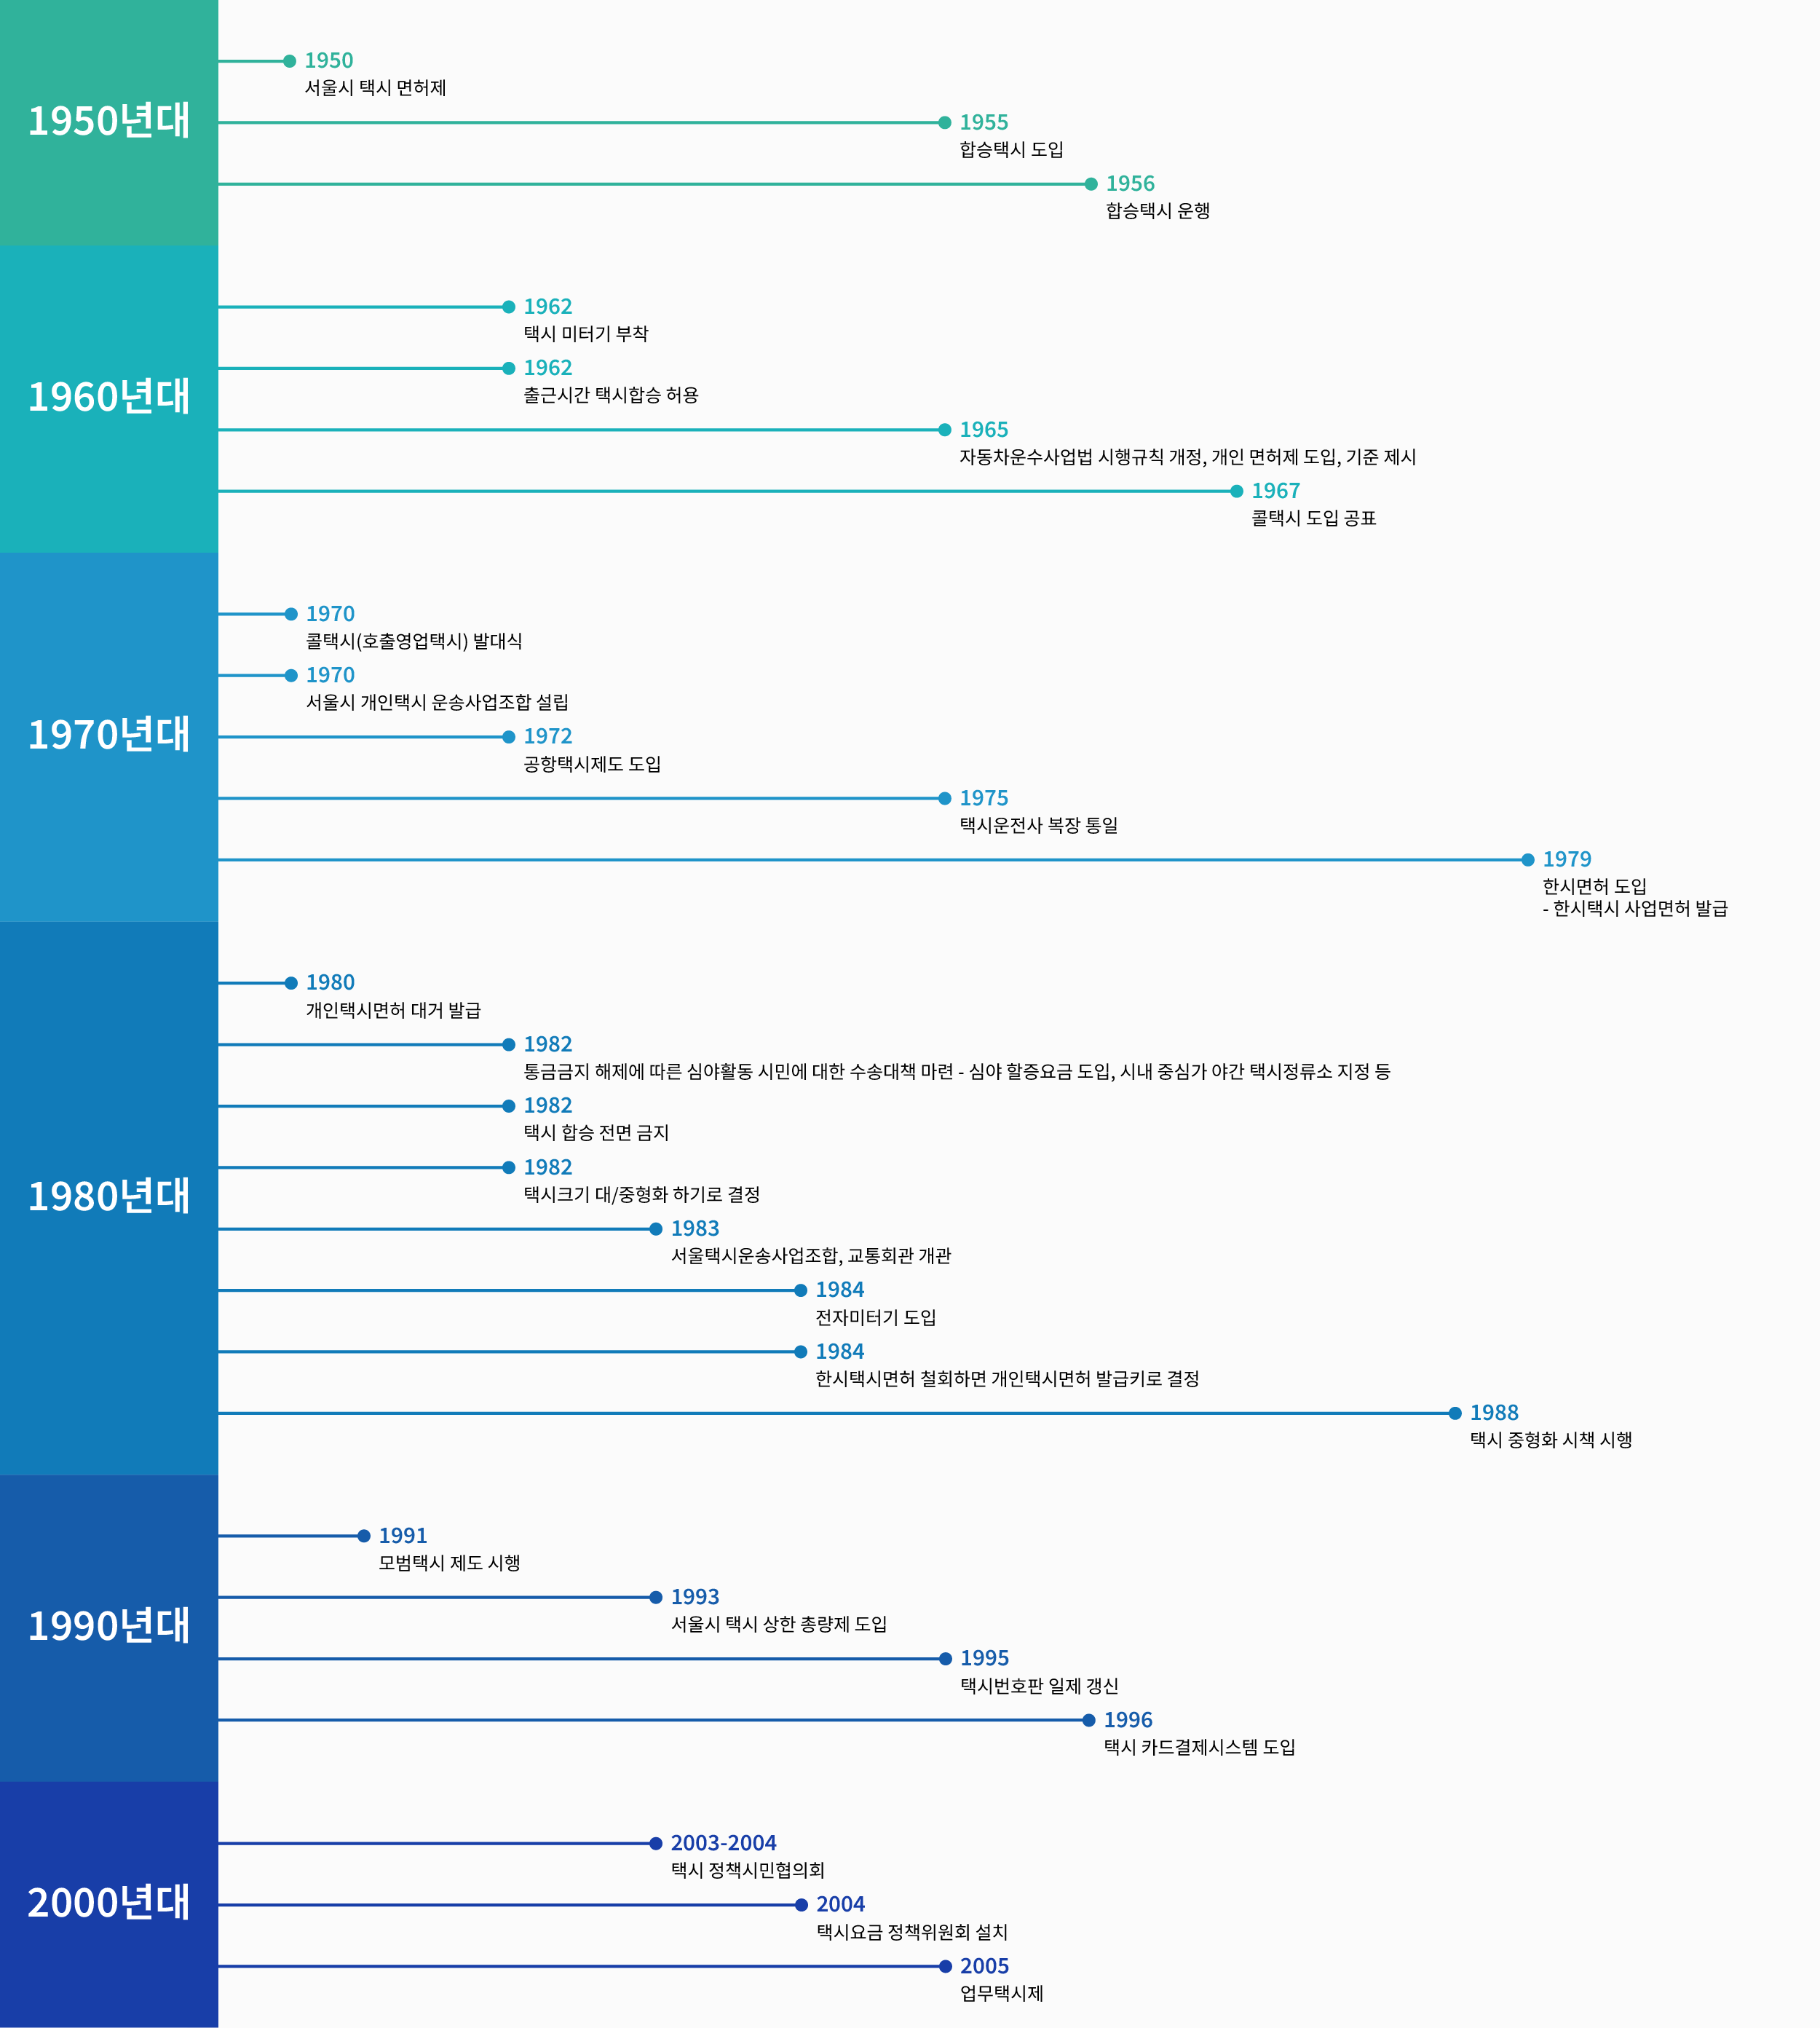 1950년대
1950
서울시 택시 면허제
1955
합승택시 도입
1956
합승택시 운행
1960년대
1962
택시 미터기 부착
1962
출근시간 택시합승 허용
1965
자동차운수사업법 시행규칙 개정, 개인 면허제 도입, 기준 제시
1967
콜택시 도입 공표
1970년대
1970
콜택시(호출영업택시) 발대식
1970
서울시 개인택시 운송사업조합 설립
1972
공항택시제도 도입
1975
택시운전사 복장 통일
1979
한시면허 도입
- 한시택시 사업면허 발급
1980년대
1980
개인택시면허 대거 발급
1982
통금금지 해제에 따른 심야활동 시민에 대한 수송대책 마련 - 심야 할증요금 도입, 시내 중심가 야간 택시정류소 지정 등
1982
택시 합승 전면 금지
1982
택시크기 대/중형화 하기로 결정
1983
서울택시운송사업조합, 교통회관 개관
1984
전자미터기 도입
1984
한시택시면허 철회하면 개인택시면허 발급키로 결정
1988
택시 중형화 시책 시행
1990년대
1991
모범택시 제도 시행
1993
서울시 택시 상한 총량제 도입
1995
택시번호판 일제 갱신
1996
택시 카드결제시스템 도입
2000년대
2003-2004
택시 정책시민협의회
2004
택시요금 정책위원회 설치
2005
업무택시제